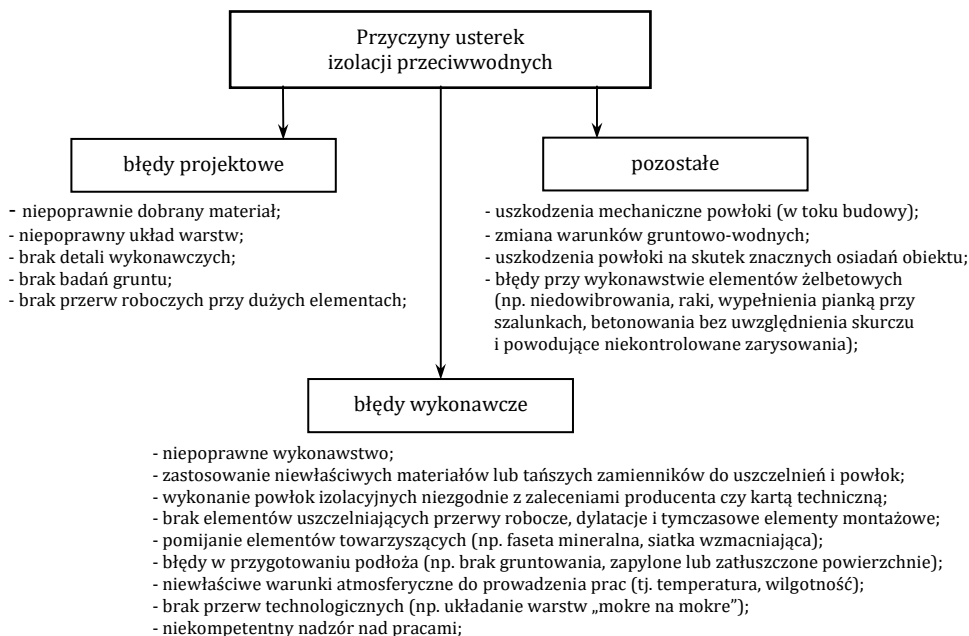 Przyczyny usterek
izolacji przeciwwodnych
błędy projektowe
- niepoprawnie dobrany materiał;
- niepoprawny układ warstw;
- brak detali wykonawczych;
- brak badań gruntu;
- brak przerw roboczych przy dużych elementach;
pozostałe
- uszkodzenia mechaniczne powłoki (w toku budowy);
- zmiana warunków gruntowo-wodnych;
- uszkodzenia powłoki na skutek znacznych osiadań obiektu;
- błędy przy wykonawstwie elementów żelbetowych
(np. niedowibrowania, raki, wypełnienia pianką przy
szalunkach, betonowania bez uwzględnienia skurczu
i powodujące niekontrolowane zarysowania);
błędy wykonawcze
- niepoprawne wykonawstwo;
- zastosowanie niewłaściwych materiałów lub tańszych zamienników do uszczelnień i powłok;
- wykonanie powłok izolacyjnych niezgodnie z zaleceniami producenta czy kartą techniczną;
- brak elementów uszczelniających przerwy robocze, dylatacje i tymczasowe elementy montażowe;
- pomijanie elementów towarzyszących (np. faseta mineralna, siatka wzmacniająca);
- błędy w przygotowaniu podłoża (np. brak gruntowania, zapylone lub zatłuszczone powierzchnie);
- niewłaściwe warunki atmosferyczne do prowadzenia prac (tj. temperatura, wilgotność);
- brak przerw technologicznych (np. układanie warstw „mokre na mokre”);
- niekompetentny nadzór nad pracami;